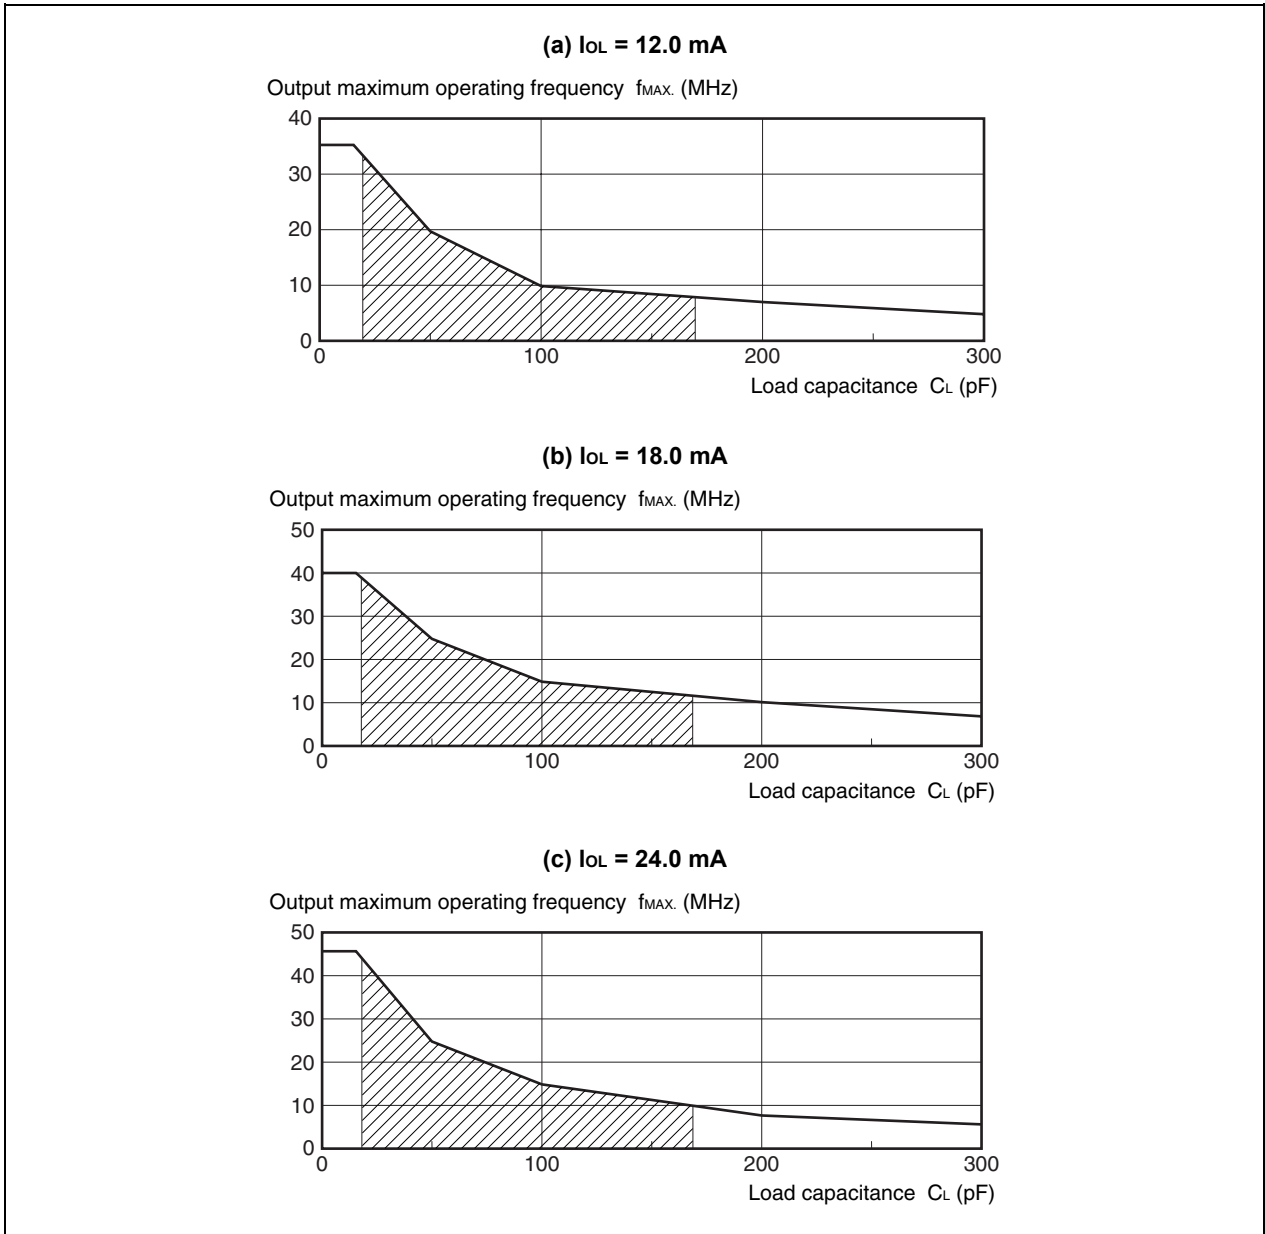 (a) IOL = 12.0 mA
Output maximum operating frequency fMAX. (MHz)
40
30
20
10
0
0 100 200 300
Load capacitance CL (pF)
(b) IOL = 18.0 mA
Output maximum operating frequency fMAX. (MHz)
50
40
30
20
10
0
0 100 200 300
Load capacitance CL (pF)
(c) IOL = 24.0 mA
Output maximum operating frequency fMAX. (MHz)
50
40
30
20
10
0
0 100 200 300
Load capacitance CL (pF)